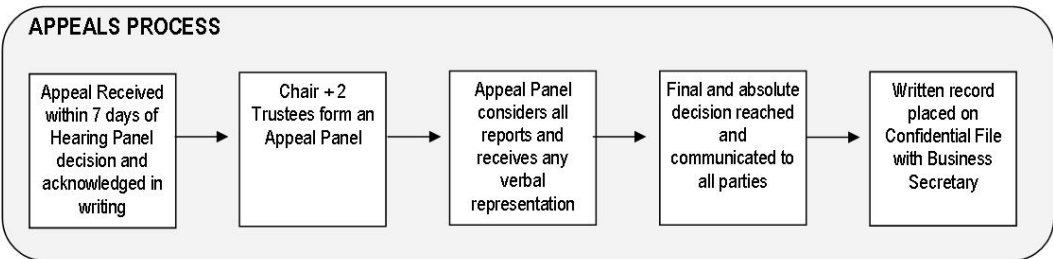 APPEALS PROCESS
Appeal Received
within 7 days of
Hearing Panel
decision and
acknowledged in
writing
Chair + 2
Trustees form an
Appeal Panel
Appeal Panel
considers all
reports and
receives any
verbal
representation
Final and absolute
decision reached
and
communicated to
all parties
Written record
placed on
Confidential File
with Business
Secretary